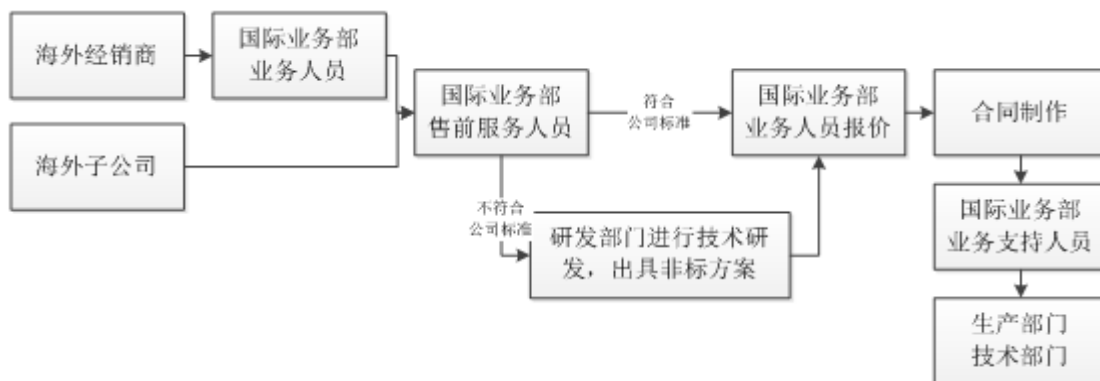 海外经销商
国际业务部
业务人员
海外子公司
国际业务部
售前服务人员
符合
公司标准
不符合
公司标准
研发部门进行技术研
发，出具非标方案
国际业务部
业务人员报价
合同制作
国际业务部
业务支持人员
生产部门
技术部门